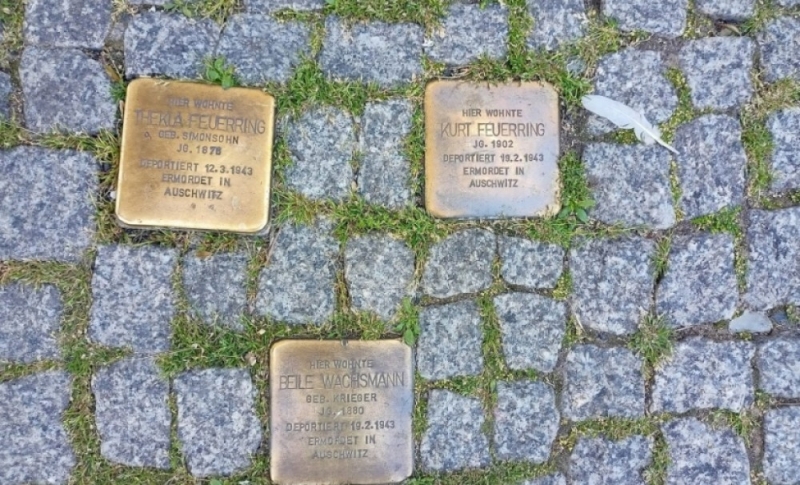 HIER WOHNTE
THEKLA FEUERRING
GEB. SIMONSOHN
JG. 1878
DEPORTIERT 12.3.1943
ERMORDET IN
AUSCHWITZ
HIER WOHNTE
KURT FEUERRING
JG. 1902
DEPORTIERT 19.2.1943
ERMORDET IN
AUSCHWITZ
HIER WOHNTE
BEILE WACHSMANN
GEB. KRIEGER
JG. 1880
DEPORTIERT 19.2.1943
ERMORDET IN
AUSCHWITZ